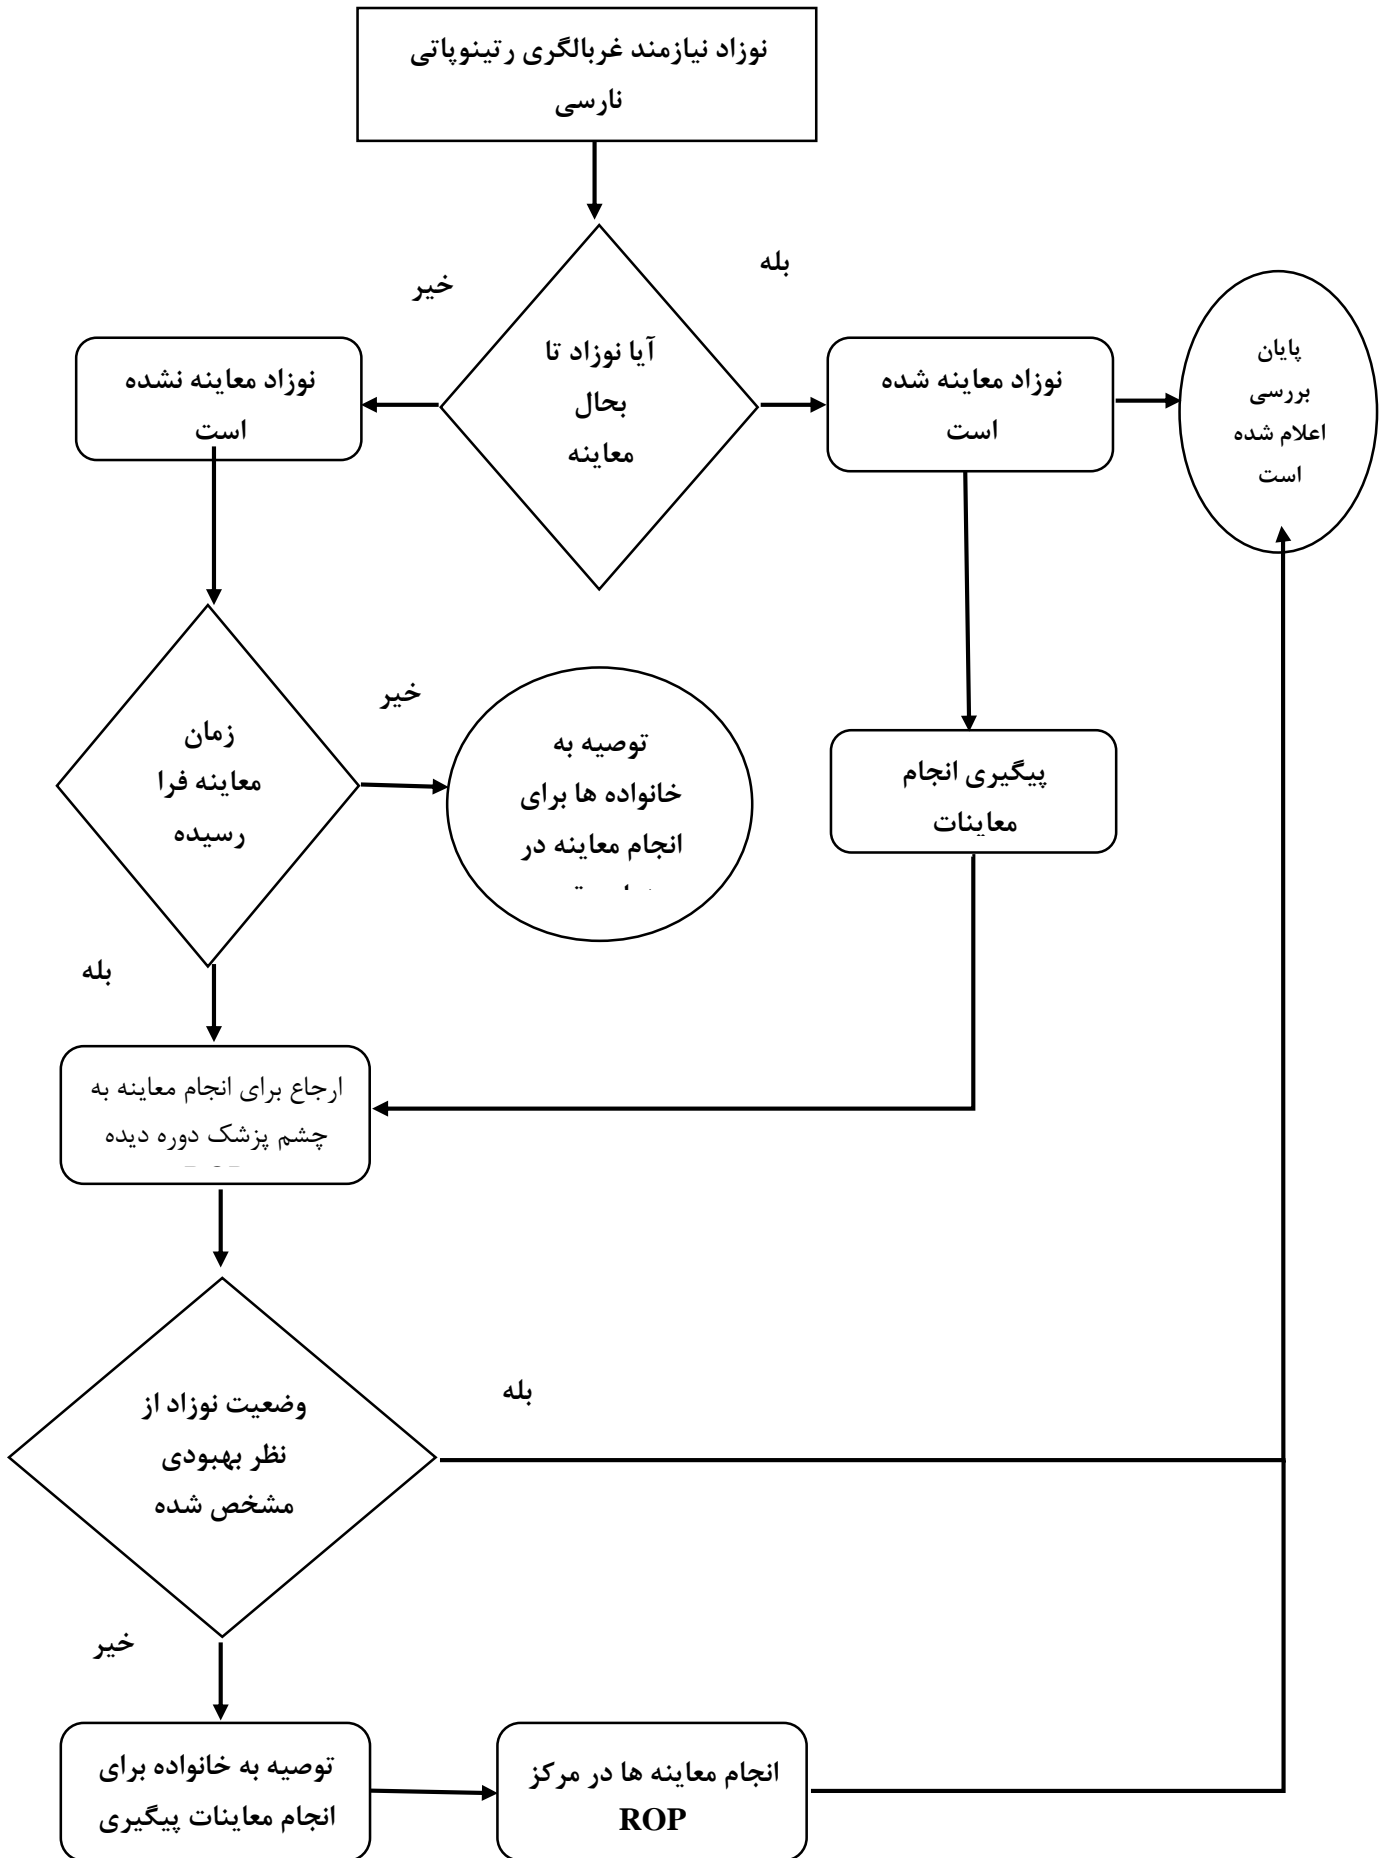 نوزاد نیازمند غربالگری رتینوپاتی
نارسی
بله
خیر
آیا نوزاد تا
بحال
معاینه
نوزاد معاینه شده
است
پایان
بررسی
اعلام شده
است
نوزاد معاینه نشده
است
خیر
زمان
معاینه فرا
رسیده
توصیه به
خانواده ها برای
انجام معاینه در
پیگیری انجام
معاینات
بله
ارجاع برای انجام معاینه به
چشم پزشک دوره دیده
بله
وضعیت نوزاد از
نظر بهبودی
مشخص شده
خیر
توصیه به خانواده برای
انجام معاینات پیگیری
انجام معاینه ها در مرکز
ROP